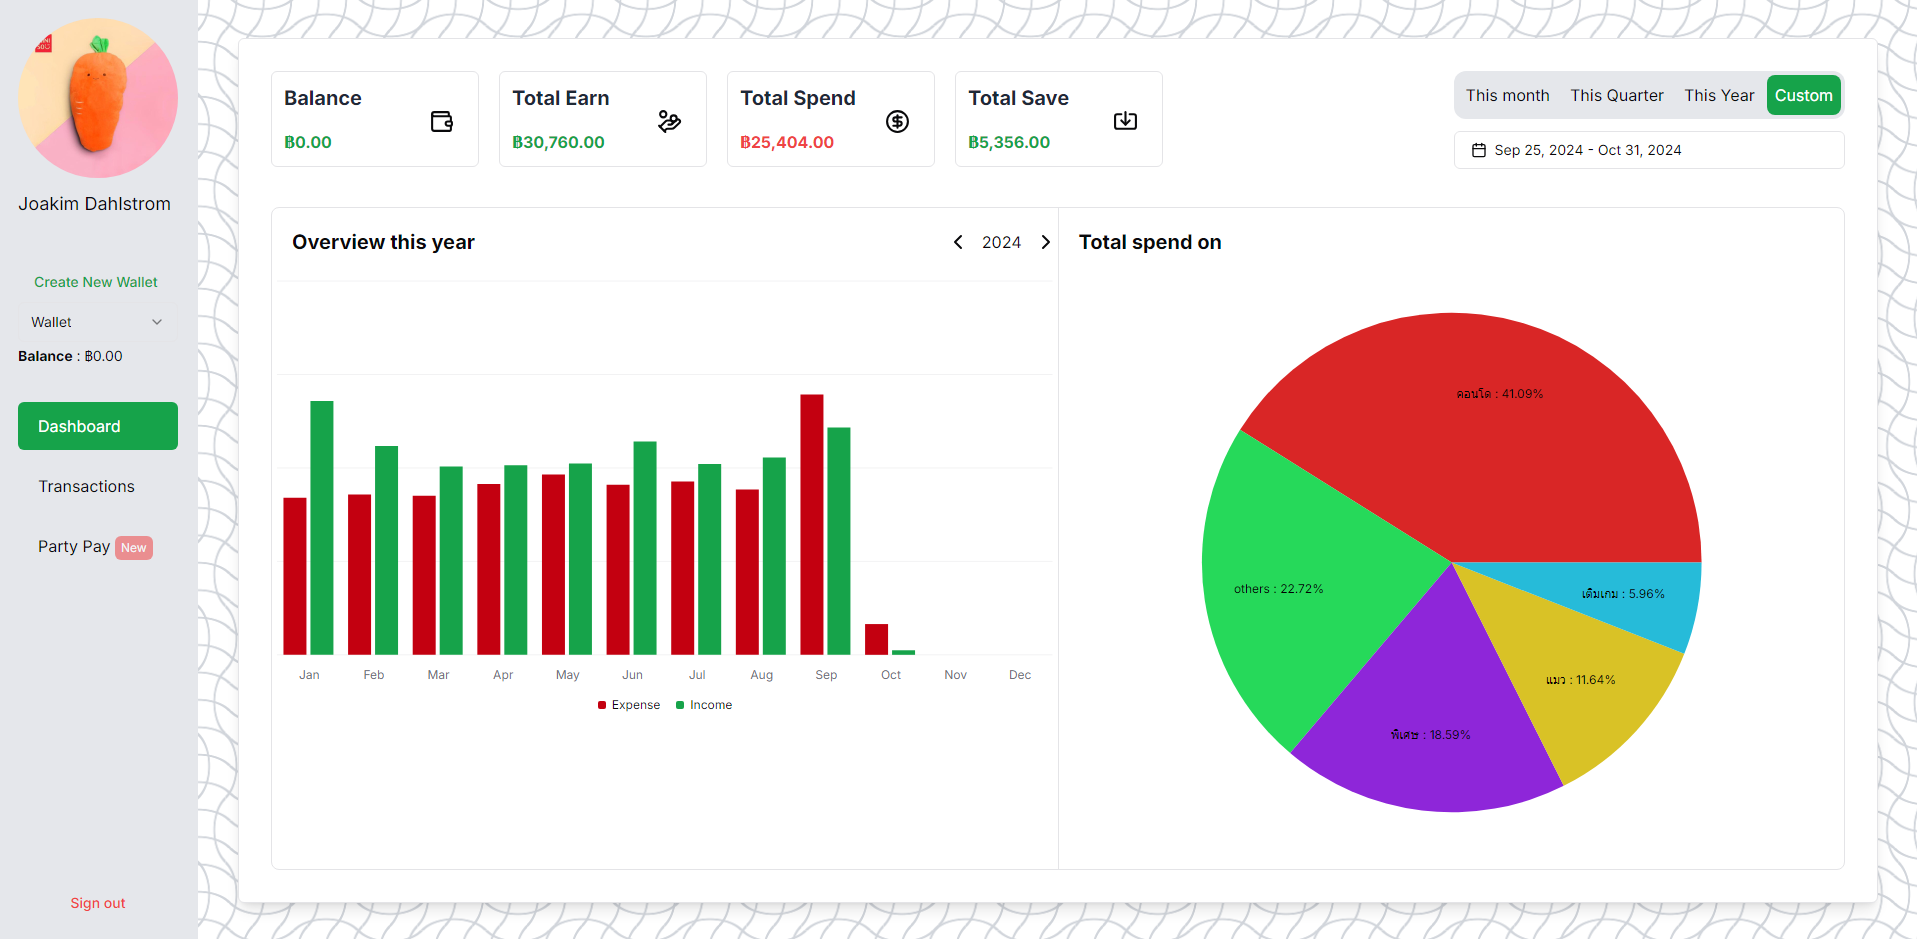 Joakim Dahlstrom
Create New Wallet
Wallet
Balance : ฿0.00
Dashboard
Transactions
Party Pay New
Sign out
Balance
฿0.00
Total Earn
฿30,760.00
Total Spend
฿25,404.00
Total Save
฿5,356.00
This month This Quarter This Year Custom
Sep 25, 2024 - Oct 31, 2024
Overview this year
2024
Jan Feb Mar Apr May Jun Jul Aug Sep Oct Nov Dec
Expense Income
Total spend on
คอนโด : 41.09%
others : 22.72%
เติมเกม : 5.96%
แมว : 11.64%
พิเศษ : 18.59%